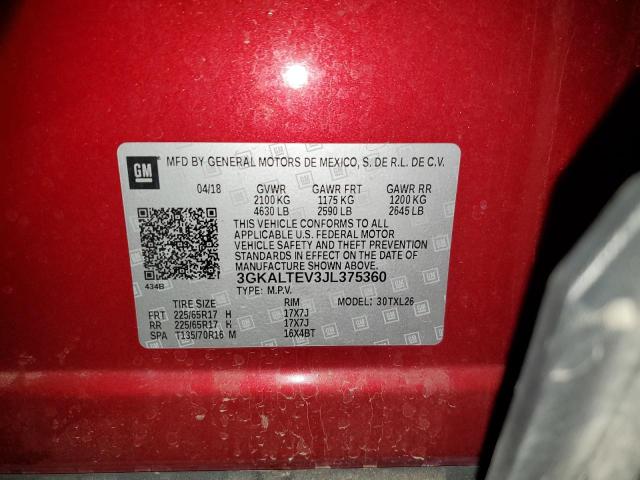 GM
MFD BY GENERAL MOTORS DE MEXICO, S. DE R.L. DE C.V.
04/18 GVWR GAWR FRT GAWR RR
2100 KG 1175 KG 1200 KG
4630 LB 2590 LB 2645 LB
THIS VEHICLE CONFORMS TO ALL
APPLICABLE U.S. FEDERAL MOTOR
VEHICLE SAFETY AND THEFT PREVENTION
STANDARDS IN EFFECT ON THE DATE OF
MANUFACTURE SHOWN ABOVE.
434B
3GKALTEV3JL375360
TYPE: M.P.V.
TIRE SIZE RIM MODEL: 30TXL26
FRT 225/65R17 H 17X7J
RR 225/65R17 H 17X7J
SPA T135/70R16 M 16X4BT